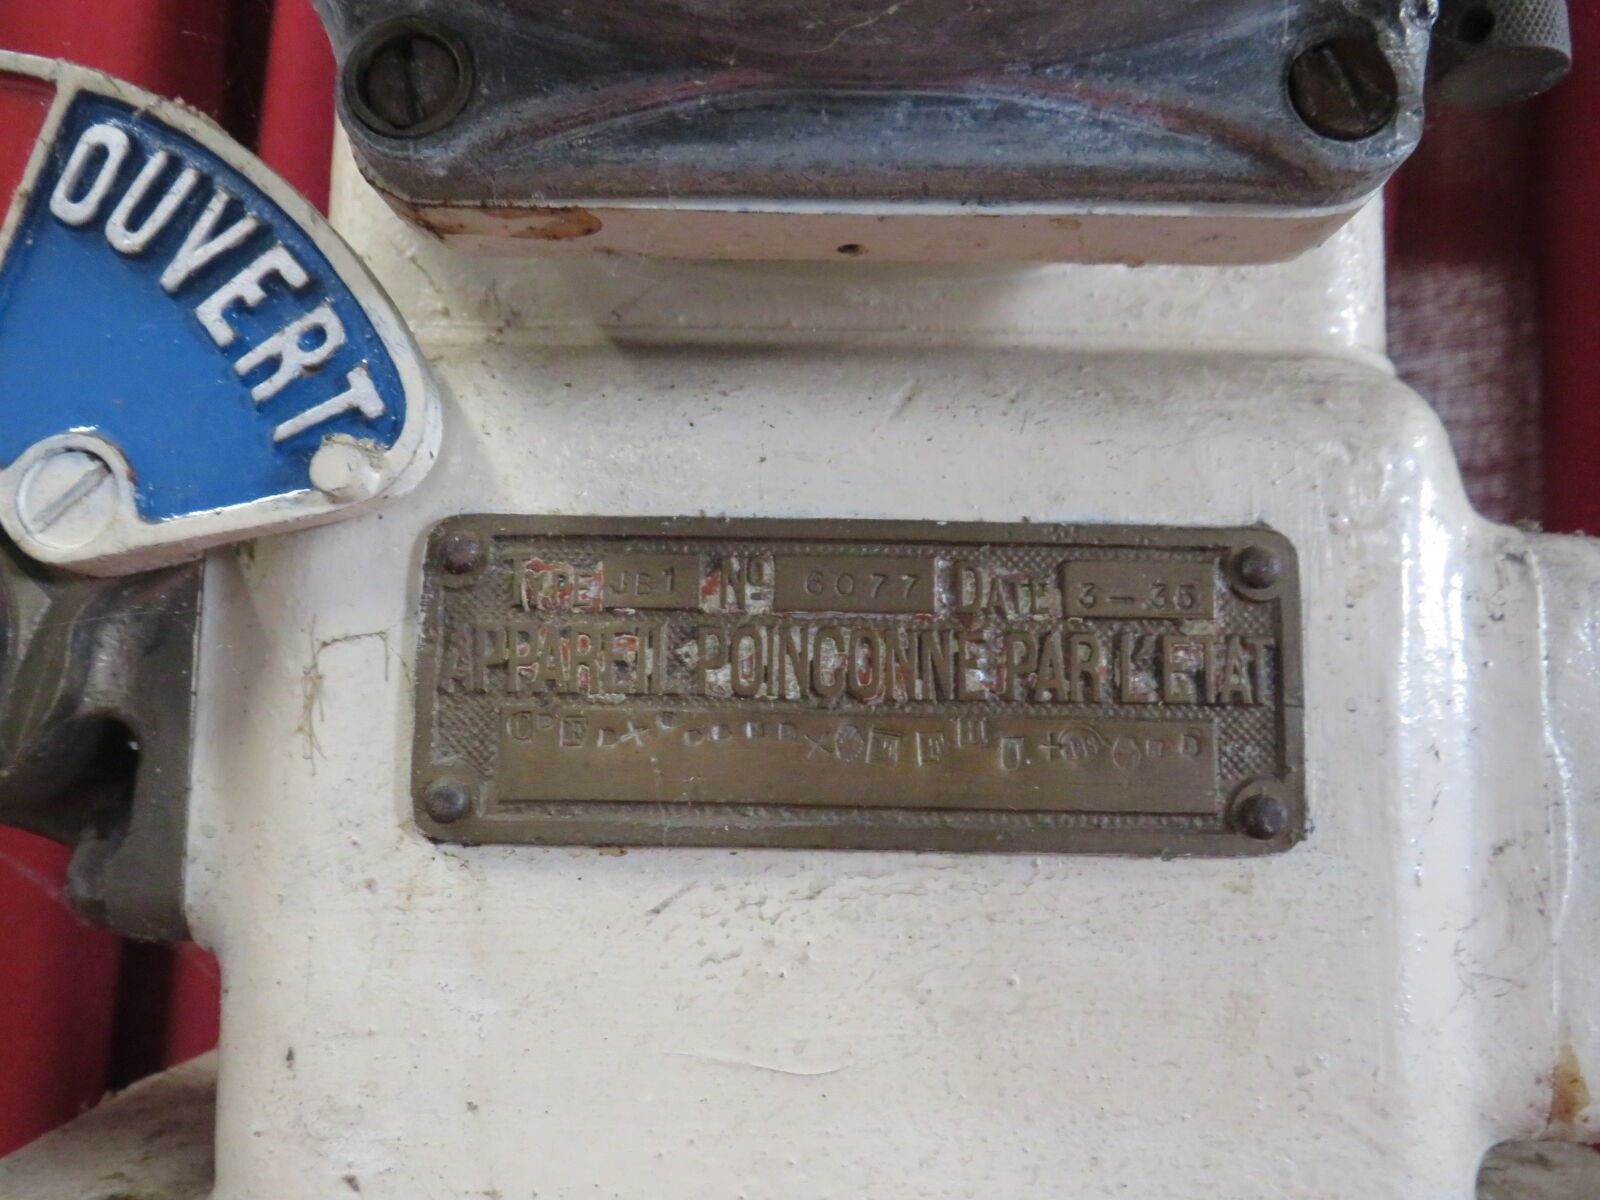 OUVERT
TYPE JB1 No 6077 DATE 3-35
APPAREIL POINCONNE PAR L'ETAT